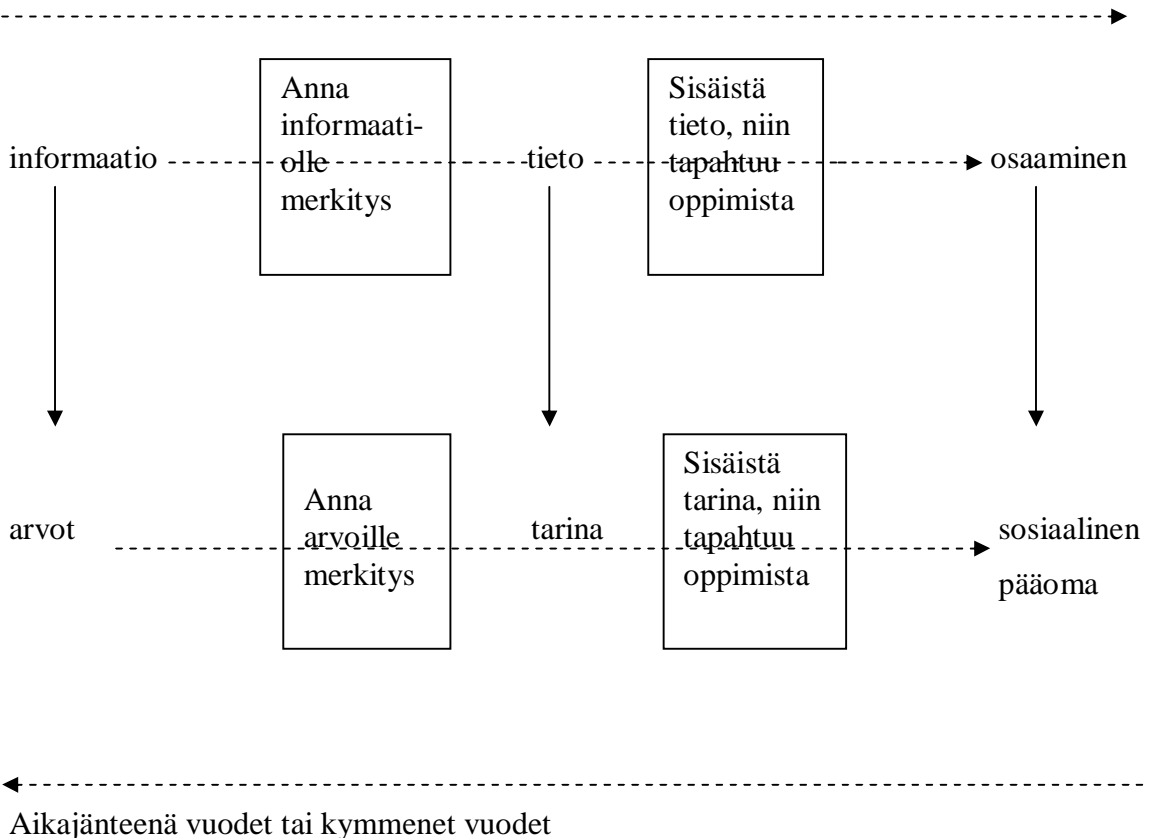 Anna
informaati-
olle
merkitys
Sisäistä
tieto, niin
tapahtuu
oppimista
informaatio
tieto
osaaminen
arvot
Anna
arvoille
merkitys
tarina
Sisäistä
tarina, niin
tapahtuu
oppimista
sosiaalinen
pääoma
Aikajänteenä vuodet tai kymmenet vuodet